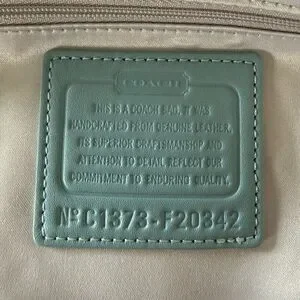 COACH
THIS IS A COACH BAG. IT WAS
HANDCRAFTED FROM GENUINE LEATHER.
ITS SUPERIOR CRAFTSMANSHIP AND
ATTENTION TO DETAIL REFLECT OUR
COMMITMENT TO ENDURING QUALITY.
Nº C1373-F20342